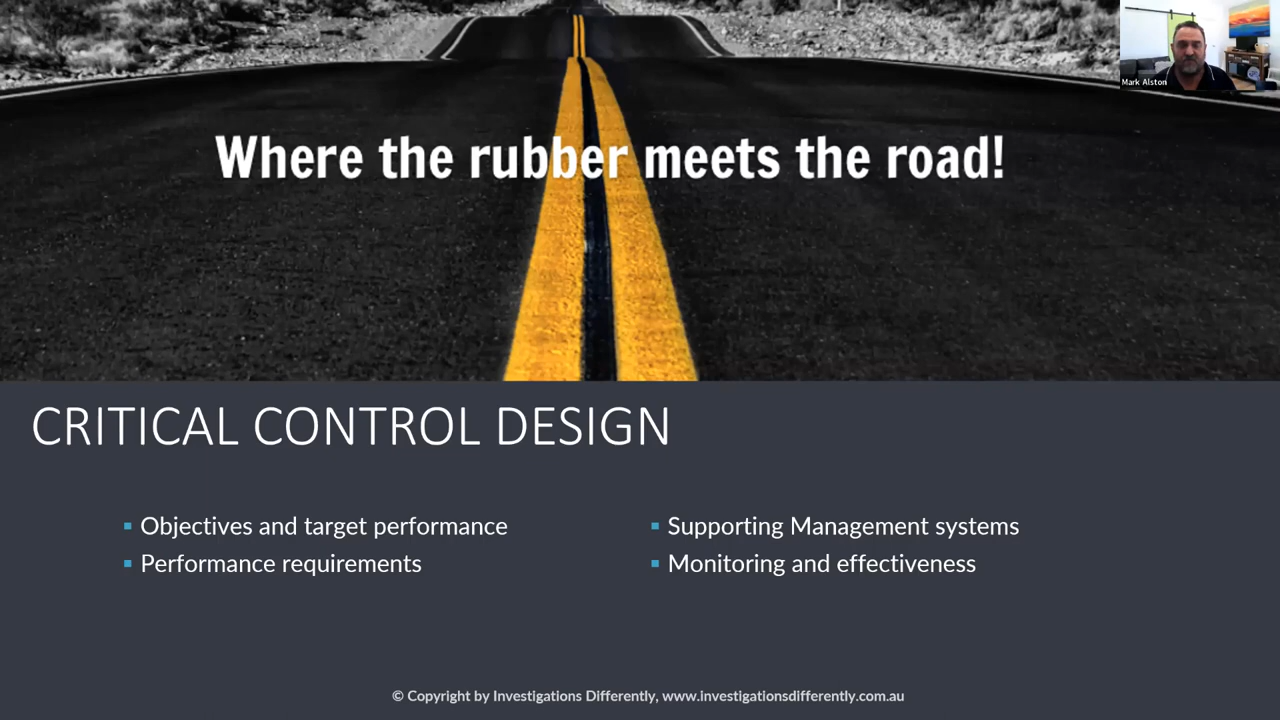 Mark Alston
Where the rubber meets the road!
CRITICAL CONTROL DESIGN
Objectives and target performance
Performance requirements
Supporting Management systems
Monitoring and effectiveness
© Copyright by Investigations Differently, www.investigationsdifferently.com.au